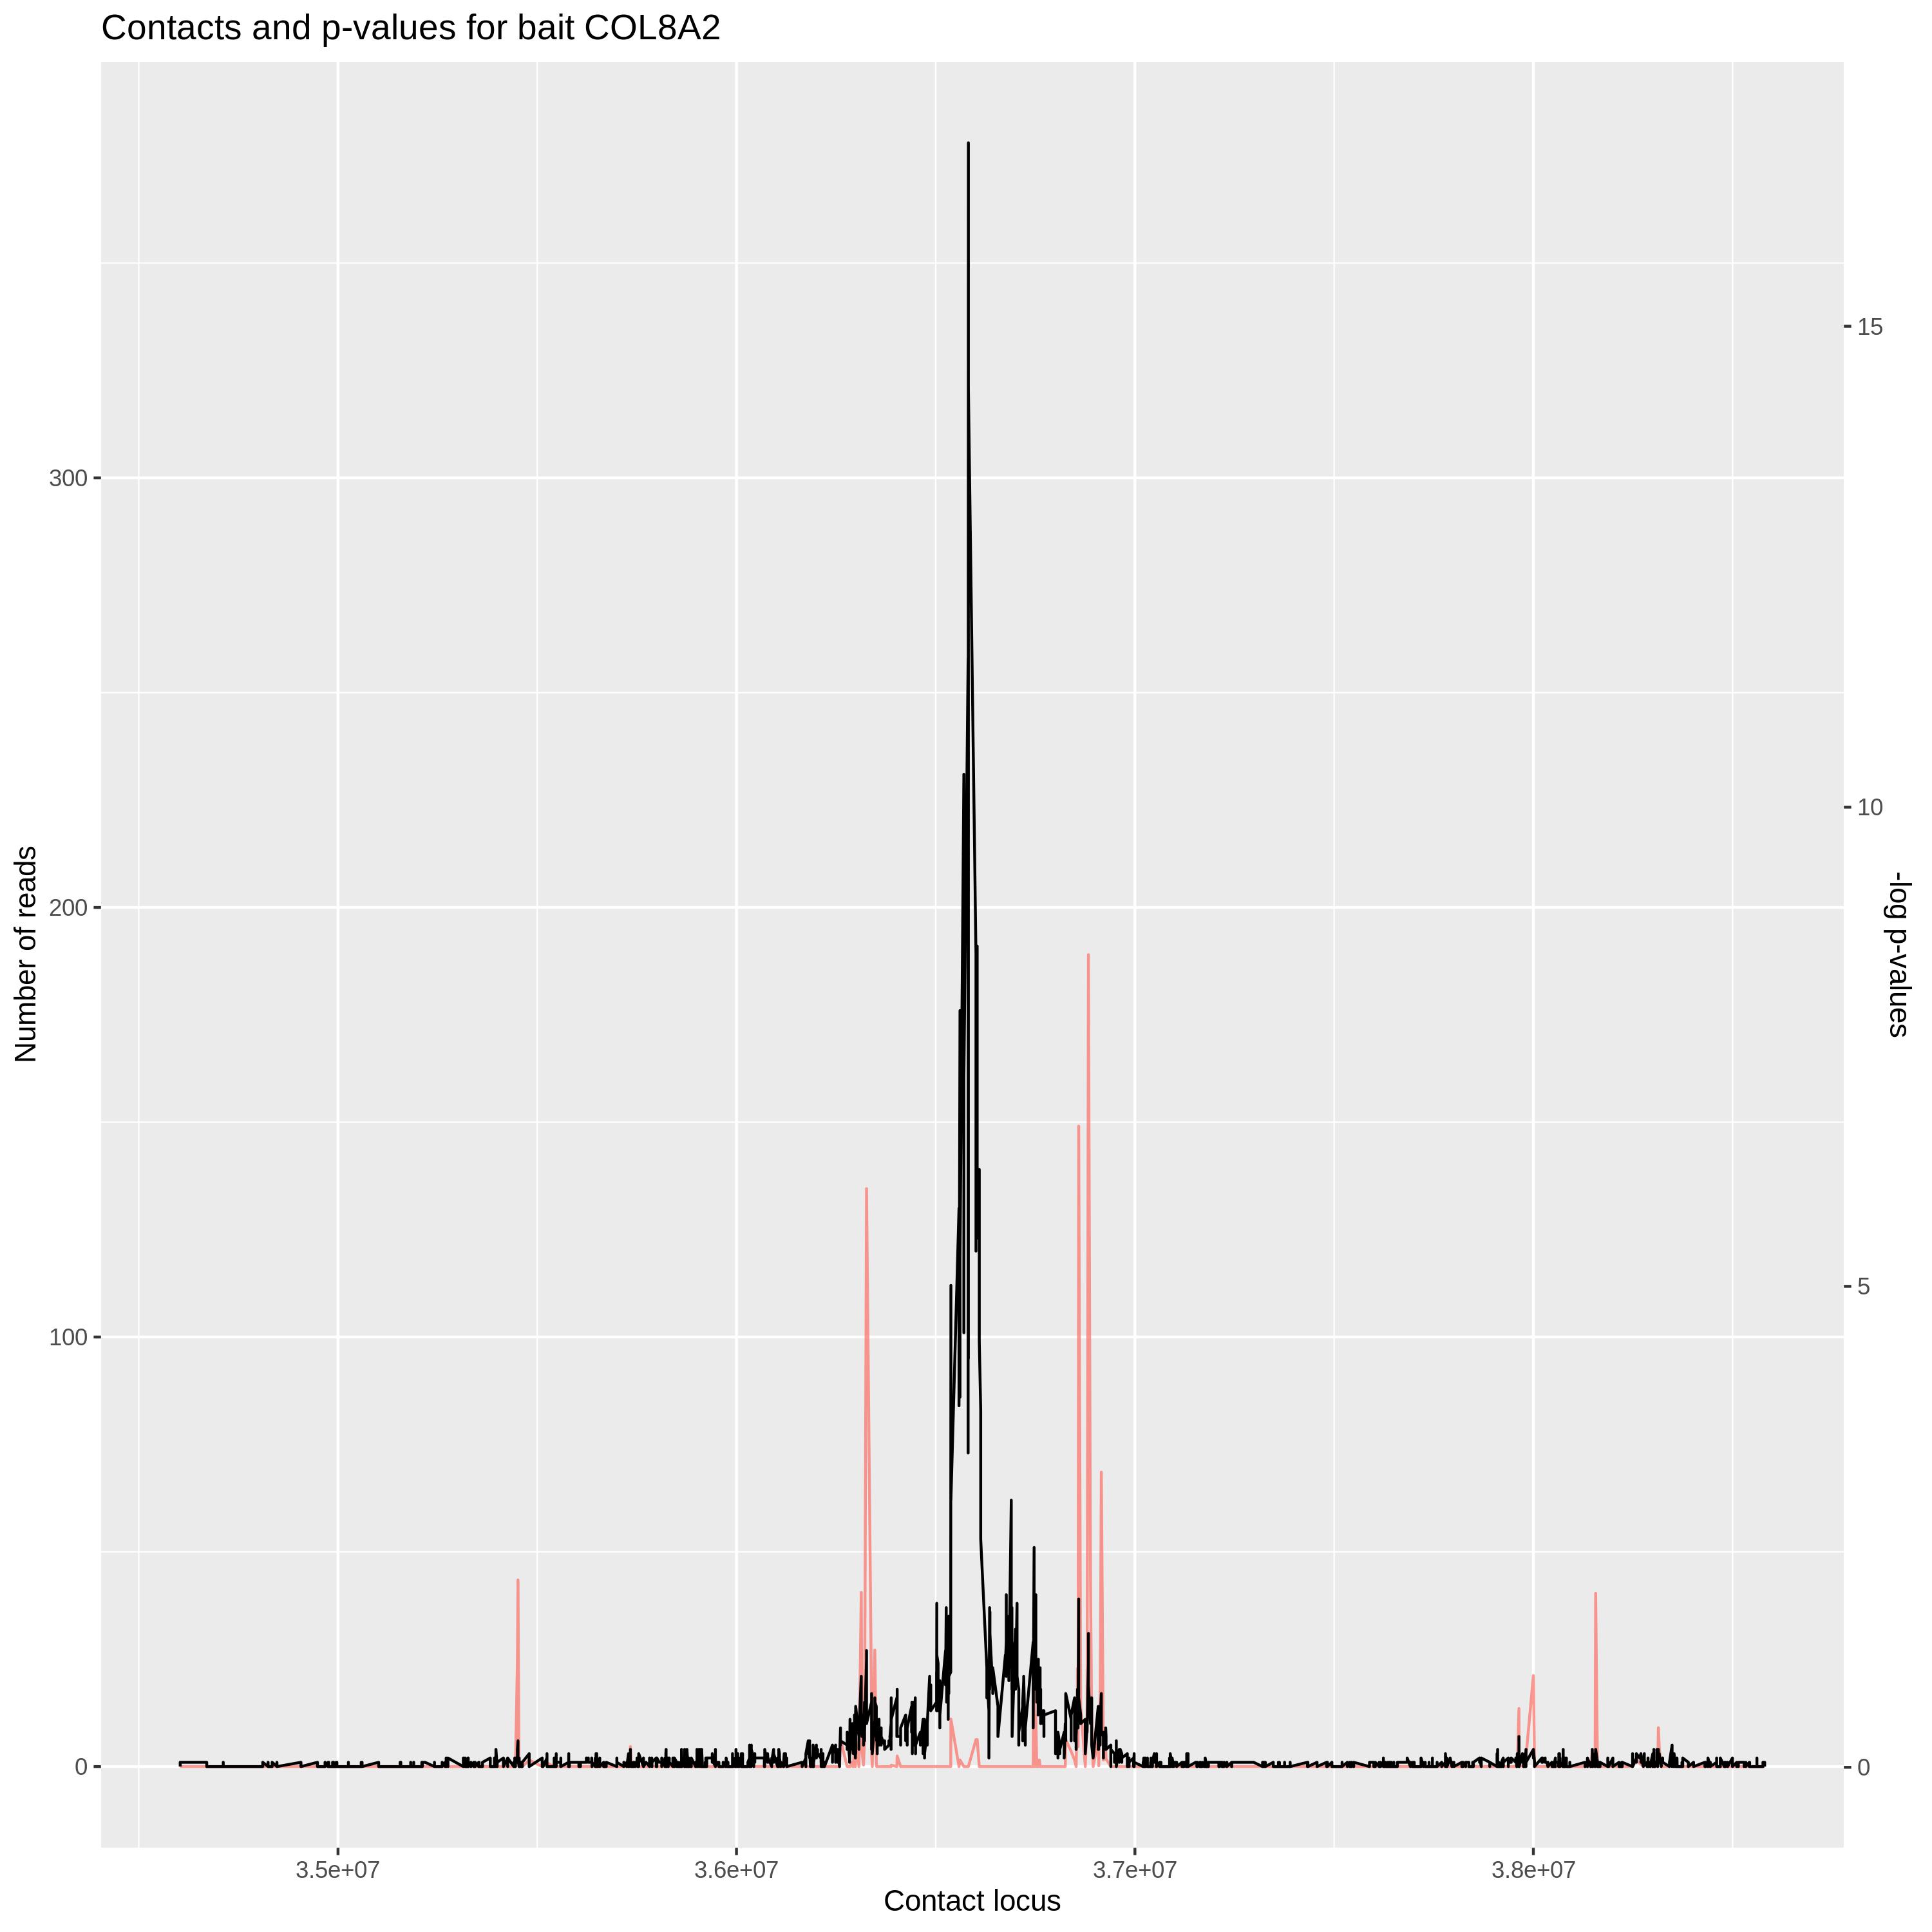 Contacts and p-values for bait COL8A2
Number of reads
300
200
100
0
15
10
5
0
-log p-values
3.5e+07 3.6e+07 3.7e+07 3.8e+07
Contact locus